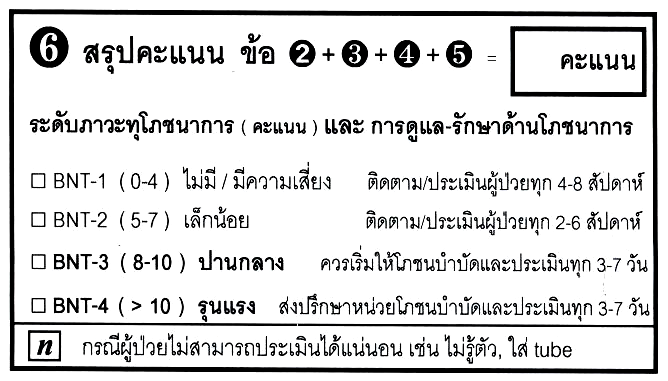 6 สรุปคะแนน ข้อ 2 + 3 + 4 + 5 = คะแนน
ระดับภาวะทุโภชนาการ ( คะแนน ) และ การดูแล-รักษาด้านโภชนาการ
☐ BNT-1 ( 0-4 ) ไม่มี / มีความเสี่ยง ติดตาม/ประเมินผู้ป่วยทุก 4-8 สัปดาห์
☐ BNT-2 ( 5-7 ) เล็กน้อย ติดตาม/ประเมินผู้ป่วยทุก 2-6 สัปดาห์
☐ BNT-3 ( 8-10 ) ปานกลาง ควรเริ่มให้โภชนบำบัดและประเมินทุก 3-7 วัน
☐ BNT-4 ( > 10 ) รุนแรง ส่งปรึกษาหน่วยโภชนบำบัดและประเมินทุก 3-7 วัน
n กรณีผู้ป่วยไม่สามารถประเมินได้แน่นอน เช่น ไม่รู้ตัว, ใส่ tube